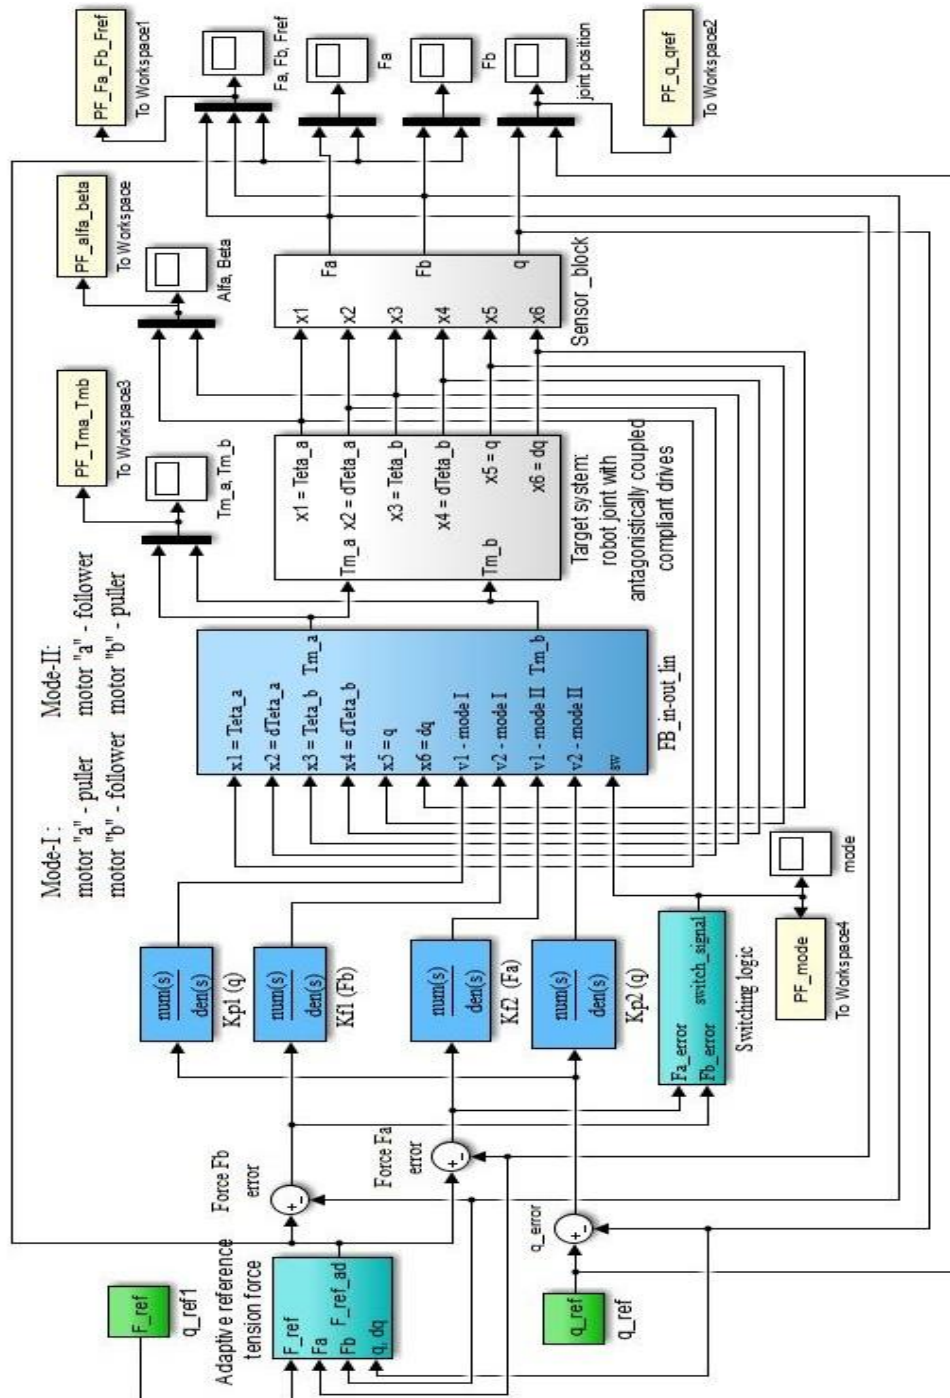 F_ref
q_ref1
Adaptive reference
tension force
F_ref
Fa
Fb
q, dq
F_ref_ad
q_ref
q_ref
Force Fb
error
+-
Force Fa
error
+-
q_error
+-
num(s)
den(s)
Kp1 (q)
num(s)
den(s)
Kf1 (Fb)
num(s)
den(s)
Kf2 (Fa)
num(s)
den(s)
Kp2 (q)
Fa_error
Fb_error
switch_signal
Switching logic
PF_mode
To Workspace4
mode
Mode-I :
motor "a" - puller
motor "b" - follower
Mode-II:
motor "a" - follower
motor "b" - puller
x1 = Teta_a
x2 = dTeta_a
x3 = Teta_b
x4 = dTeta_b
x5 = q
x6 = dq
v1 - mode I
v2 - mode I
v1 - mode II
v2 - mode II
sw
Tm_a
Tm_b
FB_in-out_lin
PF_Tma_Tmb
To Workspace3
Tm_a, Tm_b
Tm_a
Tm_b
x1 = Teta_a
x2 = dTeta_a
x3 = Teta_b
x4 = dTeta_b
x5 = q
x6 = dq
Target system:
robot joint with
antagonistically coupled
compliant drives
PF_alfa_beta
To Workspace
Alfa, Beta
x1
x2
x3
x4
x5
x6
Fa
Fb
q
Sensor_block
PF_Fa_Fb_Fref
To Workspace1
Fa, Fb, Fref
Fa
Fb
joint position
PF_q_qref
To Workspace2